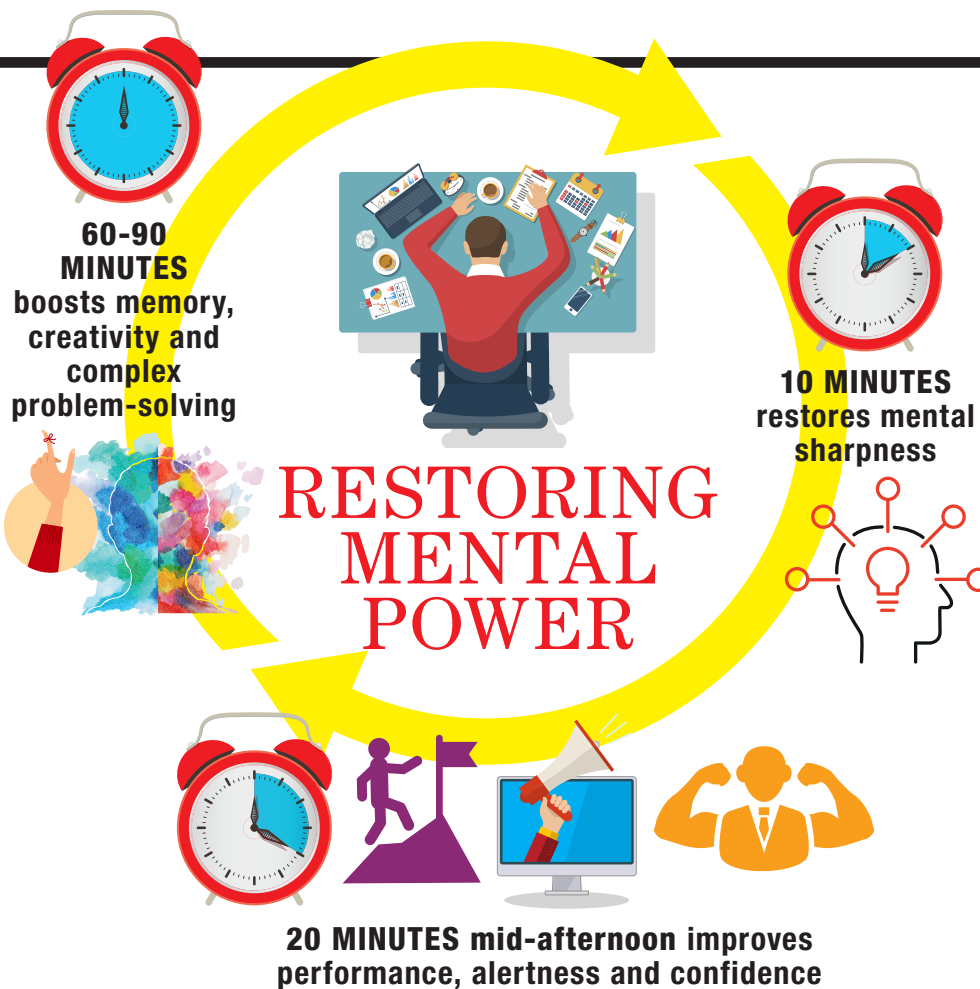 60-90
MINUTES
boosts memory,
creativity and
complex
problem-solving
10 MINUTES
restores mental
sharpness
RESTORING
MENTAL
POWER
20 MINUTES mid-afternoon improves
performance, alertness and confidence